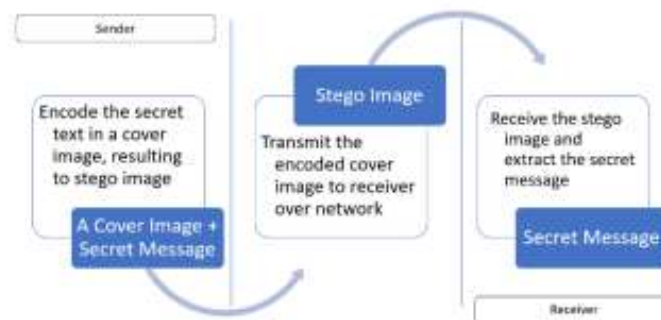 Sender
Encode the secret
text in a cover
image, resulting
to stego image
A Cover Image +
Secret Message
Stego Image
Transmit the
encoded cover
image to receiver
over network
Receive the stego
image and
extract the secret
message
Secret Message
Receiver